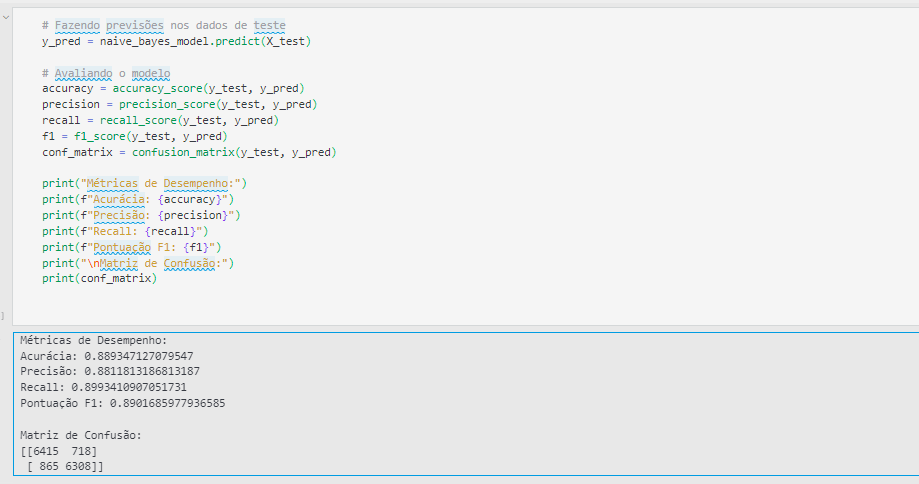 # Fazendo previsões nos dados de teste
y_pred = naive_bayes_model.predict(X_test)
# Avaliando o modelo
accuracy = accuracy_score(y_test, y_pred)
precision = precision_score(y_test, y_pred)
recall = recall_score(y_test, y_pred)
f1 = f1_score(y_test, y_pred)
conf_matrix = confusion_matrix(y_test, y_pred)
print("Métricas de Desempenho:")
print(f"Acurácia: {accuracy}")
print(f"Precisão: {precision}")
print(f"Recall: {recall}")
print(f"Pontuação F1: {f1}")
print("\nMatriz de Confusão:")
print(conf_matrix)
]
Métricas de Desempenho:
Acurácia: 0.889347127079547
Precisão: 0.8811813186813187
Recall: 0.8993410907051731
Pontuação F1: 0.8901685977936585
Matriz de Confusão:
[[6415  718]
 [ 865 6308]]